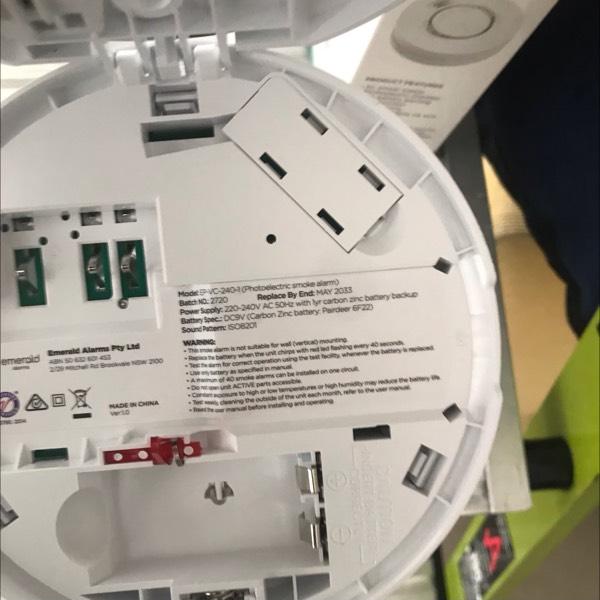 PRODUCT FEATURES
Model: EP-VC-240-1 (Photoelectric smoke alarm)
Batch NO.: 2720 Replace By End: MAY 2033
Power Supply: 220-240V AC 50Hz with 1yr carbon zinc battery backup
Battery Spec.: DC9V (Carbon Zinc battery: Pairdeer 6F22)
Sound Pattern: ISO8201
WARNING:
• This smoke alarm is not suitable for wall (vertical) mounting.
• Replace the battery when the unit chirps with red led flashing every 40 seconds.
• Test the alarm for correct operation using the test facility, whenever the battery is replaced.
• Use only battery as specified in manual.
• A maximum of 40 smoke alarms can be installed on one circuit.
• Do not open unit ACTIVE parts accessible.
• Constant exposure to high or low temperatures or high humidity may reduce the battery life.
• Test weekly, cleaning the outside of the unit each month, refer to the user manual.
• Read the user manual before installing and operating
emerald
alarms
Emerald Alarms Pty Ltd
ABN 50 632 601 453
2/29 Mitchell Rd Brookvale NSW 2100
MADE IN CHINA
Ver:1.0